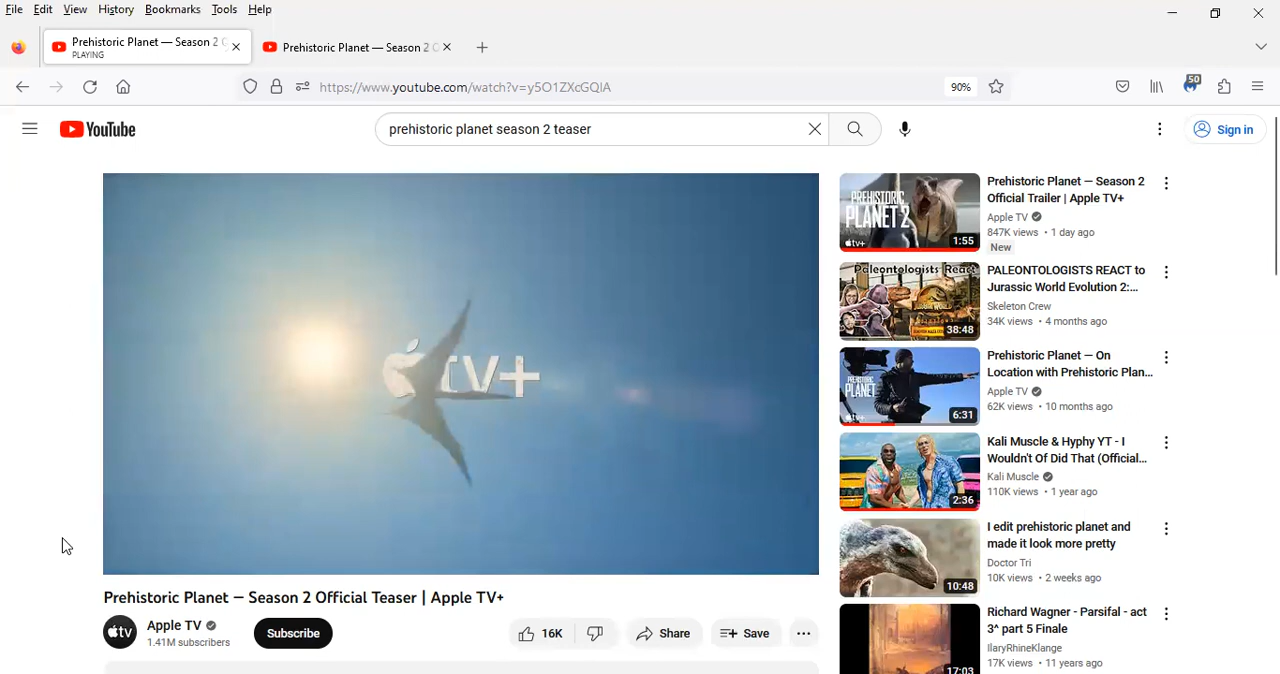 File Edit View History Bookmarks Tools Help
Prehistoric Planet — Season 2
PLAYING
Prehistoric Planet — Season 2
https://www.youtube.com/watch?v=y5O1ZXcGQlA
90%
50
YouTube
prehistoric planet season 2 teaser
Sign in
tv+
PREHISTORIC
PLANET 2
tv+
1:55
Prehistoric Planet — Season 2
Official Trailer | Apple TV+
Apple TV
847K views • 1 day ago
New
Paleontologists React
38:48
PALEONTOLOGISTS REACT to
Jurassic World Evolution 2:...
Skeleton Crew
34K views • 4 months ago
PREHISTORIC
PLANET
tv+
6:31
Prehistoric Planet — On
Location with Prehistoric Plan...
Apple TV
62K views • 10 months ago
2:36
Kali Muscle & Hyphy YT - I
Wouldn't Of Did That (Official...
Kali Muscle
110K views • 1 year ago
10:48
I edit prehistoric planet and
made it look more pretty
Doctor Tri
10K views • 2 weeks ago
17:03
Richard Wagner - Parsifal - act
3^ part 5 Finale
IlaryRhineKlange
17K views • 11 years ago
Prehistoric Planet — Season 2 Official Teaser | Apple TV+
tv
Apple TV
1.41M subscribers
Subscribe
16K
Share
Save